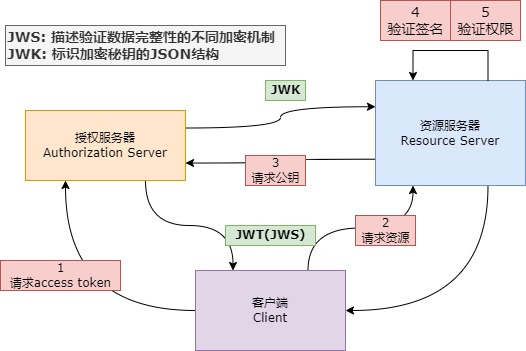 JWS: 描述验证数据完整性的不同加密机制
JWK: 标识加密秘钥的JSON结构
4
验证签名
5
验证权限
JWK
授权服务器
Authorization Server
资源服务器
Resource Server
3
请求公钥
JWT(JWS)
2
请求资源
1
请求access token
客户端
Client